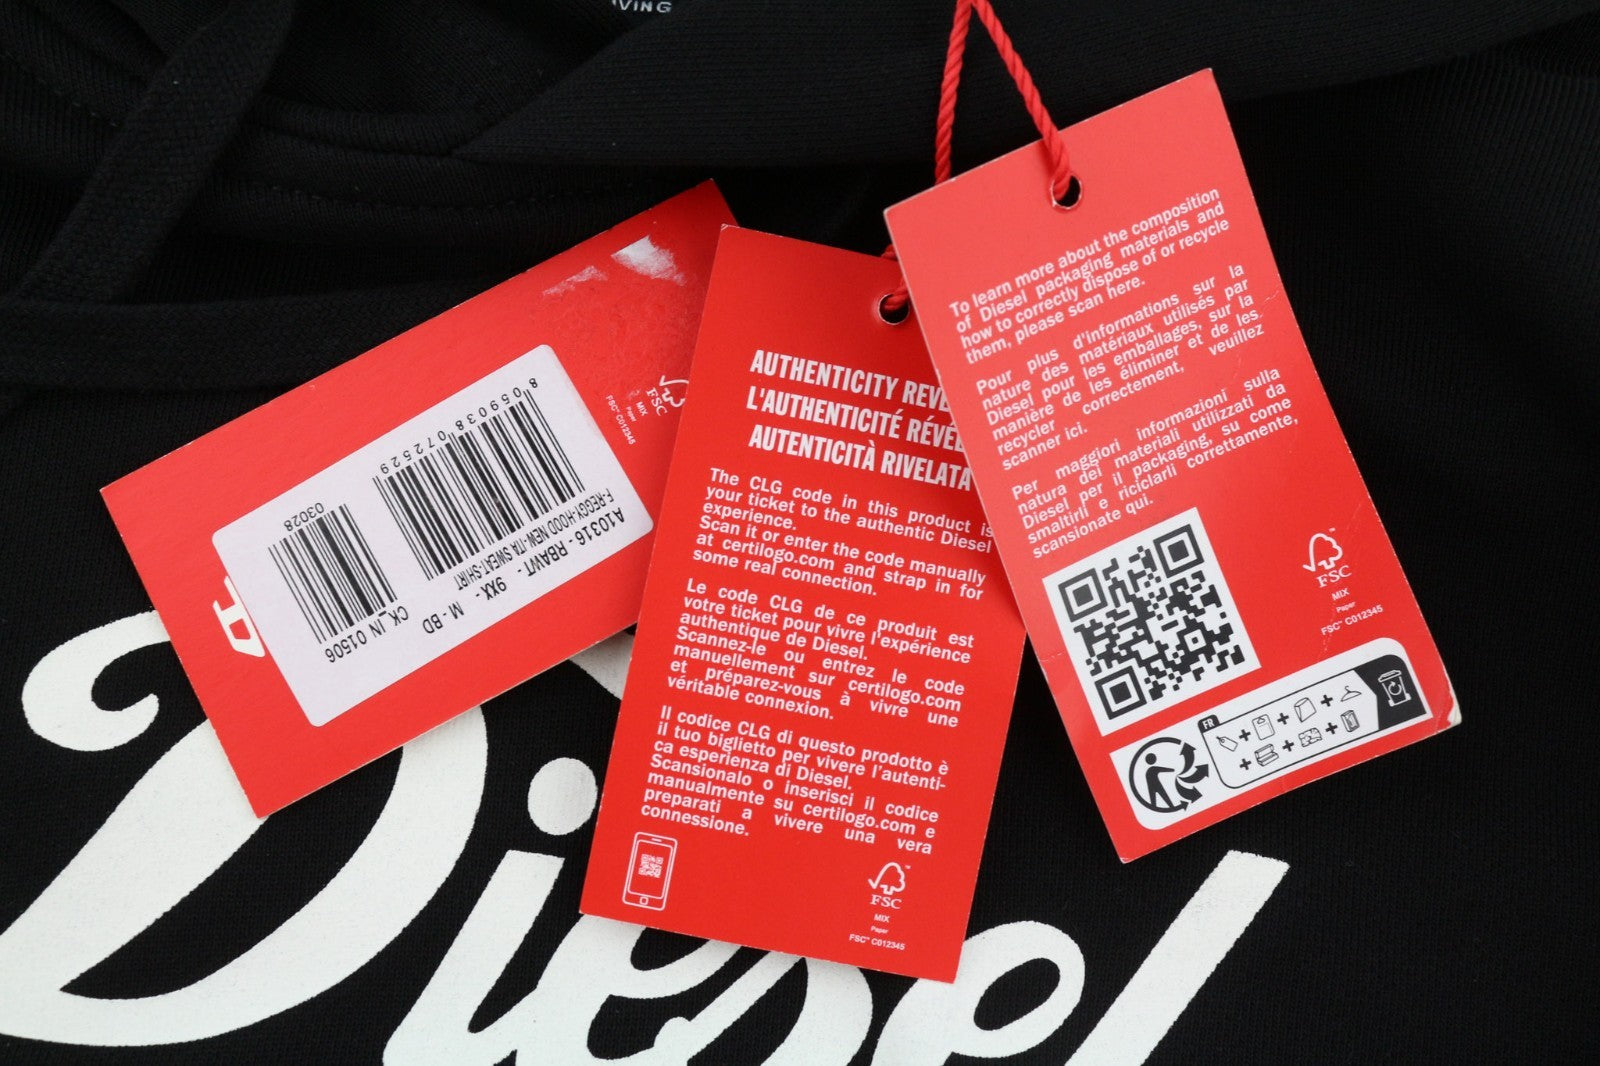 IVING
8 059038 072529
A10316 - RBAWT - 9XX - M - BD
F-REGGY-HOOD NEW-ITA SWEAT-SHIRT
03028
CK_IN 01506
FSC
MIX
Paper
FSC™ C012345
AUTHENTICITY REVE
L'AUTHENTICITÉ RÉVÉL
AUTENTICITÀ RIVELATA
The CLG code in this product is
your ticket to the authentic Diesel
experience.
Scan it or enter the code manually
at certilogo.com and strap in for
some real connection.
Le code CLG de ce produit est
votre ticket pour vivre l'expérience
authentique de Diesel.
Scannez-le ou entrez le code
manuellement sur certilogo.com
et préparez-vous à vivre une
véritable connexion.
Il codice CLG di questo prodotto è
il tuo biglietto per vivere l'autenti-
ca esperienza di Diesel.
Scansionalo o inserisci il codice
manualmente su certilogo.com e
preparati a vivere una vera
connessione.
FSC™
MIX
Paper
FSC™ C012345
To learn more about the composition
of Diesel packaging materials and
how to correctly dispose of or recycle
them, please scan here.
Pour plus d'informations sur la
nature des matériaux utilisés par
Diesel pour les emballages, sur la
manière de les éliminer et de les
recycler correctement, veuillez
scanner ici.
Per maggiori informazioni sulla
natura dei materiali utilizzati da
Diesel per il packaging, su come
smaltirli e riciclarli correttamente,
scansionate qui.
FSC™
MIX
Paper
FSC™ C012345
FR
+ + +
+ + +
Diesel